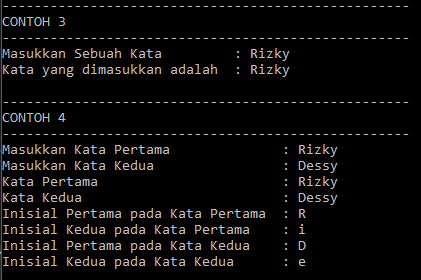 --------------------------------------------------
CONTOH 3
--------------------------------------------------
Masukkan Sebuah Kata         : Rizky
Kata yang dimasukkan adalah  : Rizky
--------------------------------------------------
CONTOH 4
--------------------------------------------------
Masukkan Kata Pertama              : Rizky
Masukkan Kata Kedua                : Dessy
Kata Pertama                       : Rizky
Kata Kedua                         : Dessy
Inisial Pertama pada Kata Pertama  : R
Inisial Kedua pada Kata Pertama    : i
Inisial Pertama pada Kata Kedua    : D
Inisial Kedua pada Kata Kedua      : e